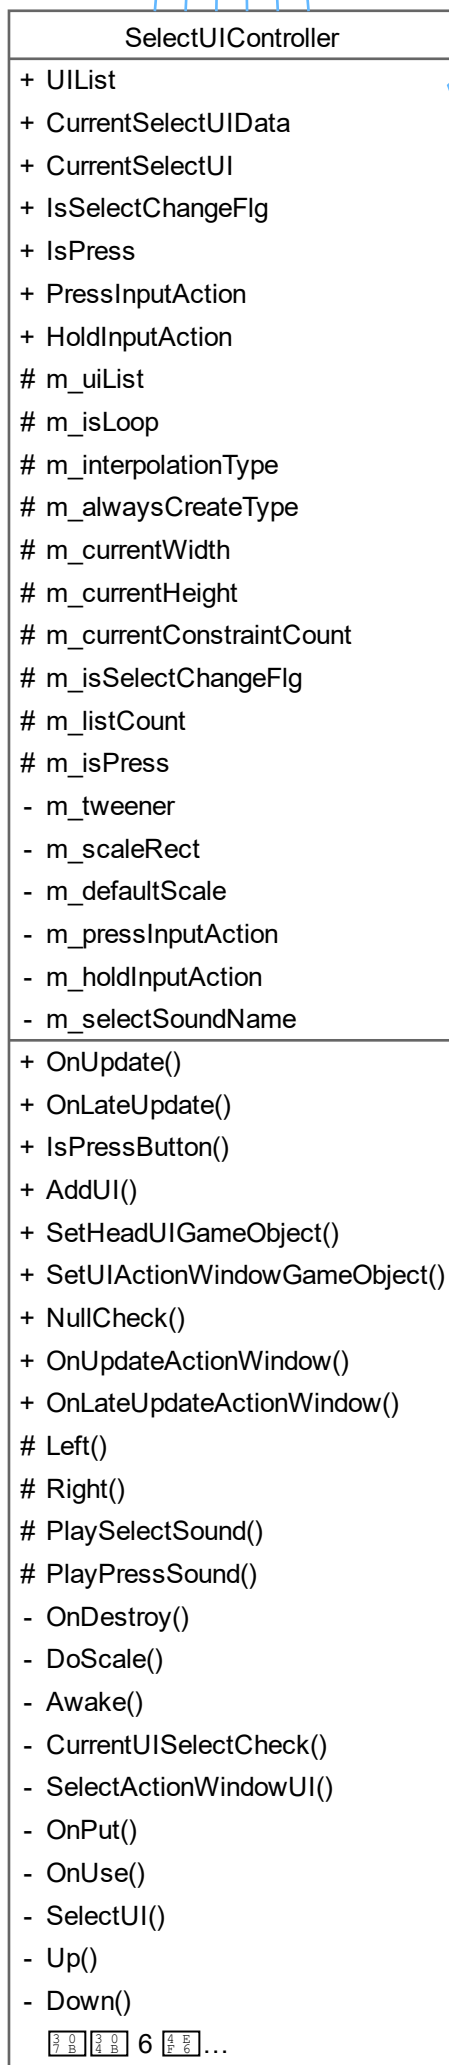 SelectUIController
+ UIList
+ CurrentSelectUIData
+ CurrentSelectUI
+ IsSelectChangeFlg
+ IsPress
+ PressInputAction
+ HoldInputAction
# m_uiList
# m_isLoop
# m_interpolationType
# m_alwaysCreateType
# m_currentWidth
# m_currentHeight
# m_currentConstraintCount
# m_isSelectChangeFlg
# m_listCount
# m_isPress
- m_tweener
- m_scaleRect
- m_defaultScale
- m_pressInputAction
- m_holdInputAction
- m_selectSoundName
+ OnUpdate()
+ OnLateUpdate()
+ IsPressButton()
+ AddUI()
+ SetHeadUIGameObject()
+ SetUIActionWindowGameObject()
+ NullCheck()
+ OnUpdateActionWindow()
+ OnLateUpdateActionWindow()
# Left()
# Right()
# PlaySelectSound()
# PlayPressSound()
- OnDestroy()
- DoScale()
- Awake()
- CurrentUISelectCheck()
- SelectActionWindowUI()
- OnPut()
- OnUse()
- SelectUI()
- Up()
- Down()
6 ...